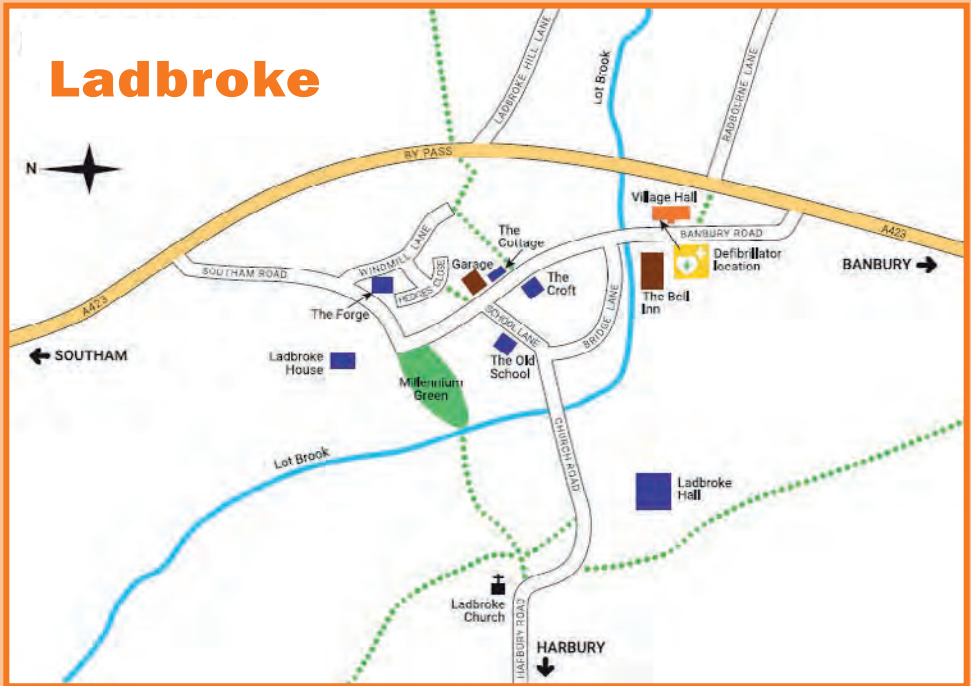 Ladbroke
N
LADBROKE HILL LANE
Lot Brook
RADBOURNE LANE
BY PASS
Village Hall
BANBURY ROAD
A423
BANBURY
Defibrillator
location
The
Cottage
WINDMILL LANE
Garage
HEDGES CLOSE
SOUTHAM ROAD
The Forge
The
Croft
The Bell
Inn
SCHOOL LANE
BRIDGE LANE
A423
SOUTHAM
Ladbroke
House
The Old
School
Millennium
Green
CHURCH ROAD
Lot Brook
Ladbroke
Hall
Ladbroke
Church
HARBURY ROAD
HARBURY